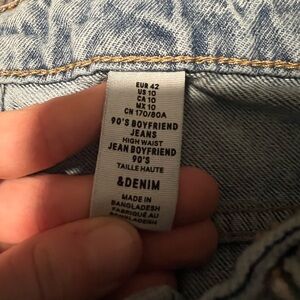 EUR 42
US 10
CA 10
MX 10
CN 170/80A
90'S BOYFRIEND
JEANS
HIGH WAIST
JEAN BOYFRIEND
90'S
TAILLE HAUTE
&DENIM
MADE IN
BANGLADESH
FABRIQUÉ AU
BANGLADESH